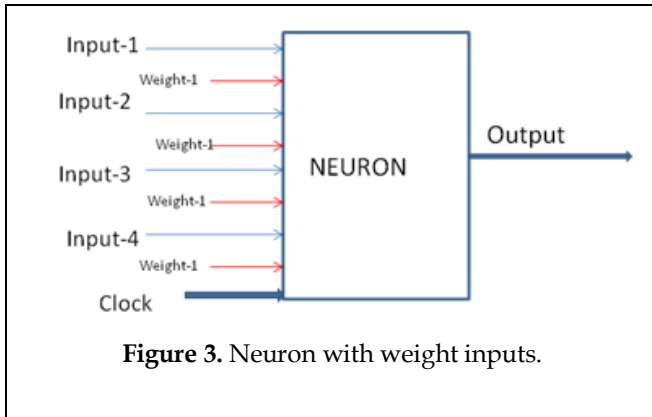 Input-1
Weight-1
Input-2
Weight-1
Input-3
Weight-1
Input-4
Weight-1
Clock
NEURON
Output
Figure 3. Neuron with weight inputs.